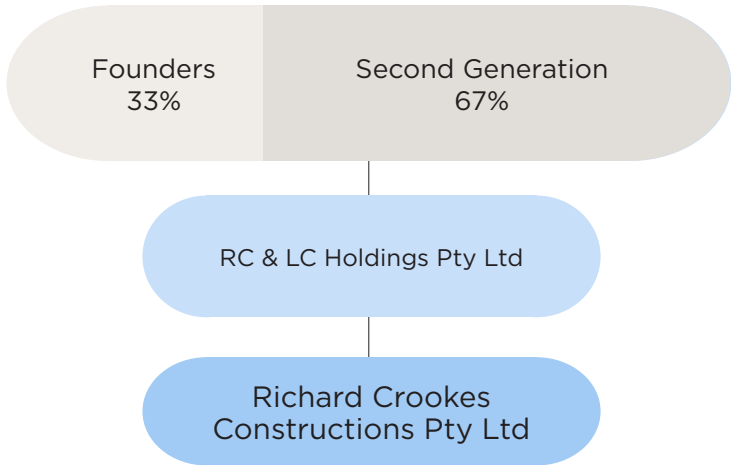 Founders
33%
Second Generation
67%
RC & LC Holdings Pty Ltd
Richard Crookes
Constructions Pty Ltd